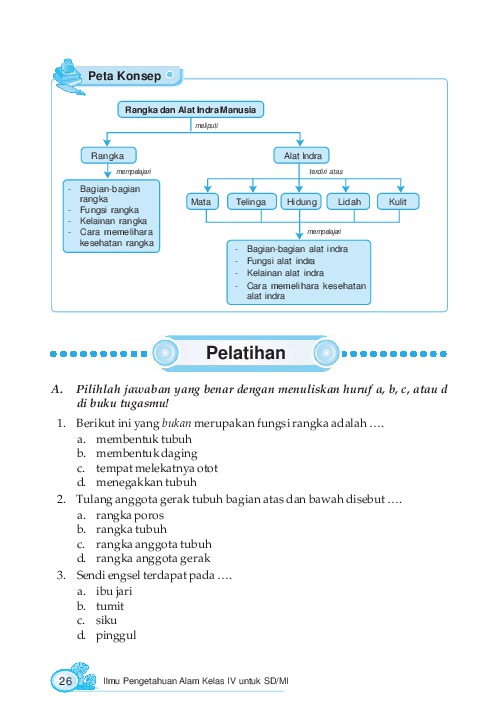 Peta Konsep
Rangka dan Alat Indra Manusia
meliputi
Rangka
Alat Indra
mempelajari
terdiri atas
- Bagian-bagian
rangka
- Fungsi rangka
- Kelainan rangka
- Cara memelihara
kesehatan rangka
Mata
Telinga
Hidung
Lidah
Kulit
mempelajari
- Bagian-bagian alat indra
- Fungsi alat indra
- Kelainan alat indra
- Cara memelihara kesehatan
alat indra
Pelatihan
A. Pilihlah jawaban yang benar dengan menuliskan huruf a, b, c, atau d
di buku tugasmu!
1. Berikut ini yang bukan merupakan fungsi rangka adalah ….
a. membentuk tubuh
b. membentuk daging
c. tempat melekatnya otot
d. menegakkan tubuh
2. Tulang anggota gerak tubuh bagian atas dan bawah disebut ….
a. rangka poros
b. rangka tubuh
c. rangka anggota tubuh
d. rangka anggota gerak
3. Sendi engsel terdapat pada ….
a. ibu jari
b. tumit
c. siku
d. pinggul
26 Ilmu Pengetahuan Alam Kelas IV untuk SD/MI